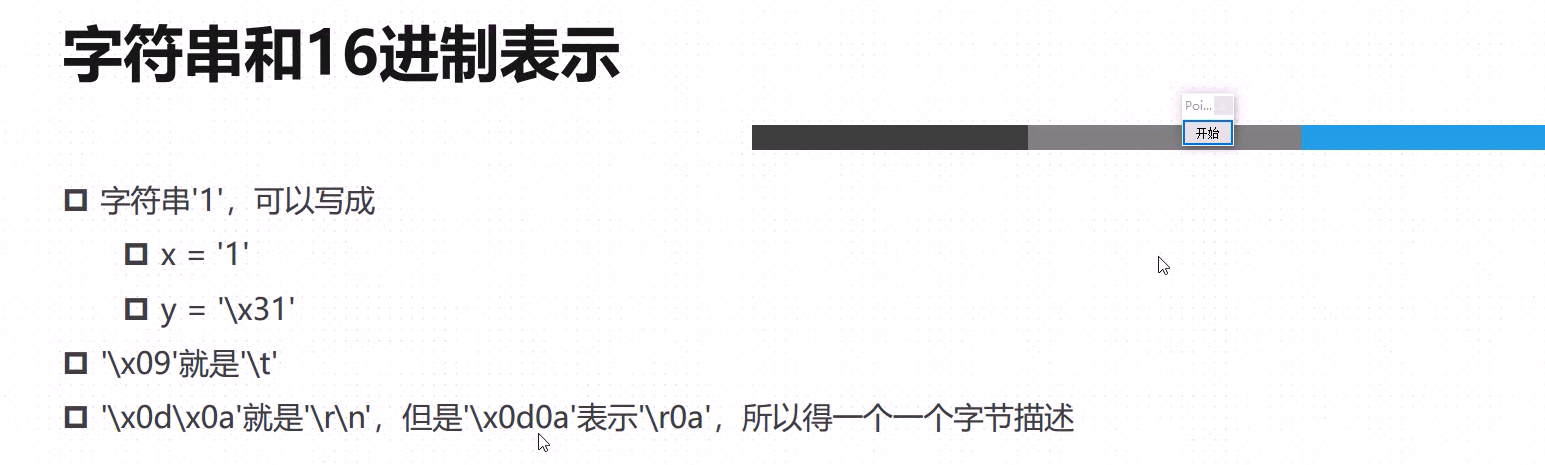 字符串和16进制表示
Poi...
开始
字符串'1'，可以写成
x = '1'
y = '\x31'
'\x09'就是'\t'
'\x0d\x0a'就是'\r\n'，但是'\x0d0a'表示'\r0a'，所以得一个一个字节描述